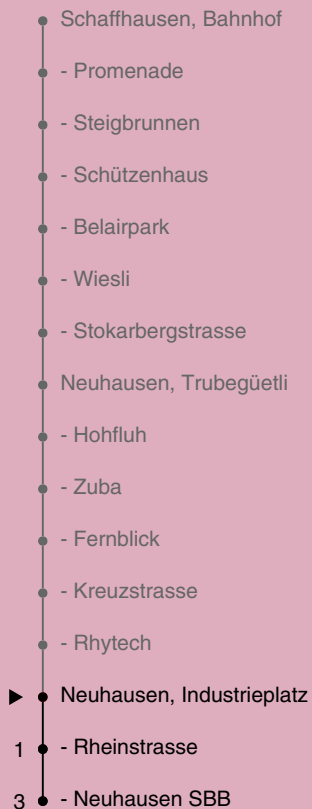 Schaffhausen, Bahnhof
- Promenade
- Steigbrunnen
- Schützenhaus
- Belairpark
- Wiesli
- Stokarbergstrasse
Neuhausen, Trubegüetli
- Hohfluh
- Zuba
- Fernblick
- Kreuzstrasse
- Rhytech
Neuhausen, Industrieplatz
1 - Rheinstrasse
3 - Neuhausen SBB